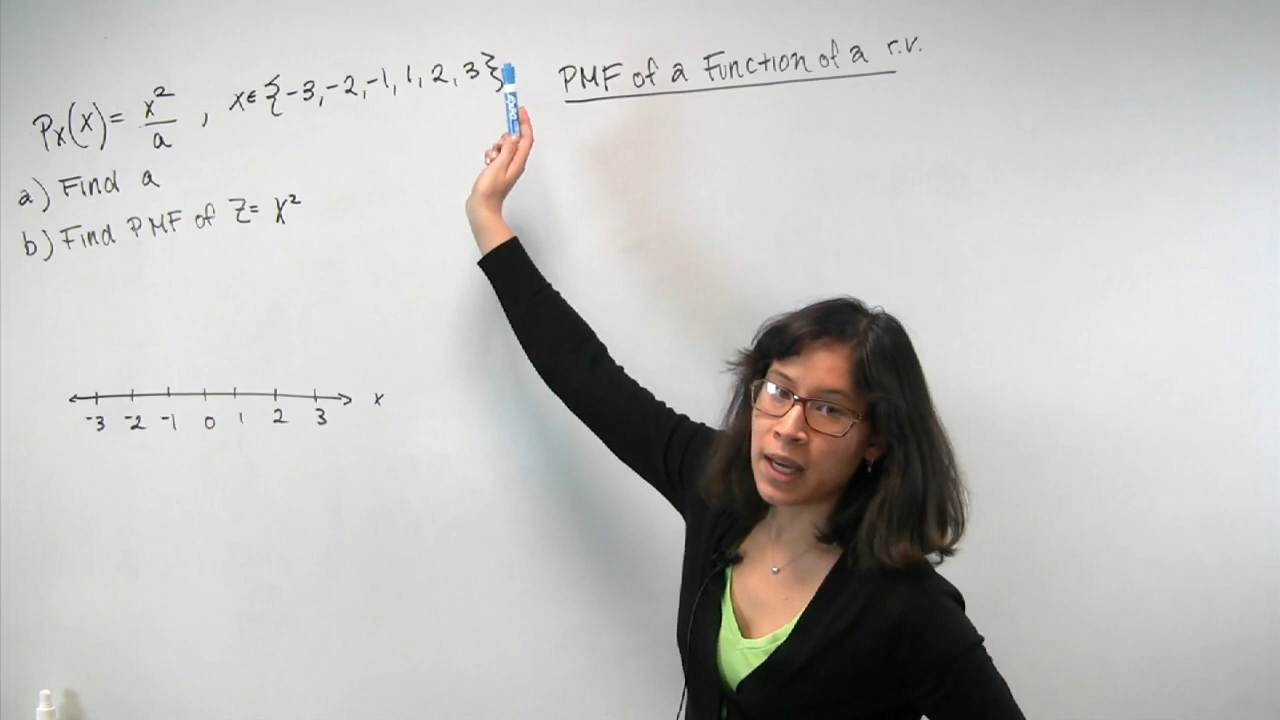 PMF of a Function of a r.v.
Px(x) = x²/a , x ∈ {-3,-2,-1, 1, 2, 3}
a) Find a
b) Find PMF of Z= X²
-3 -2 -1 0 1 2 3 x
EXPO